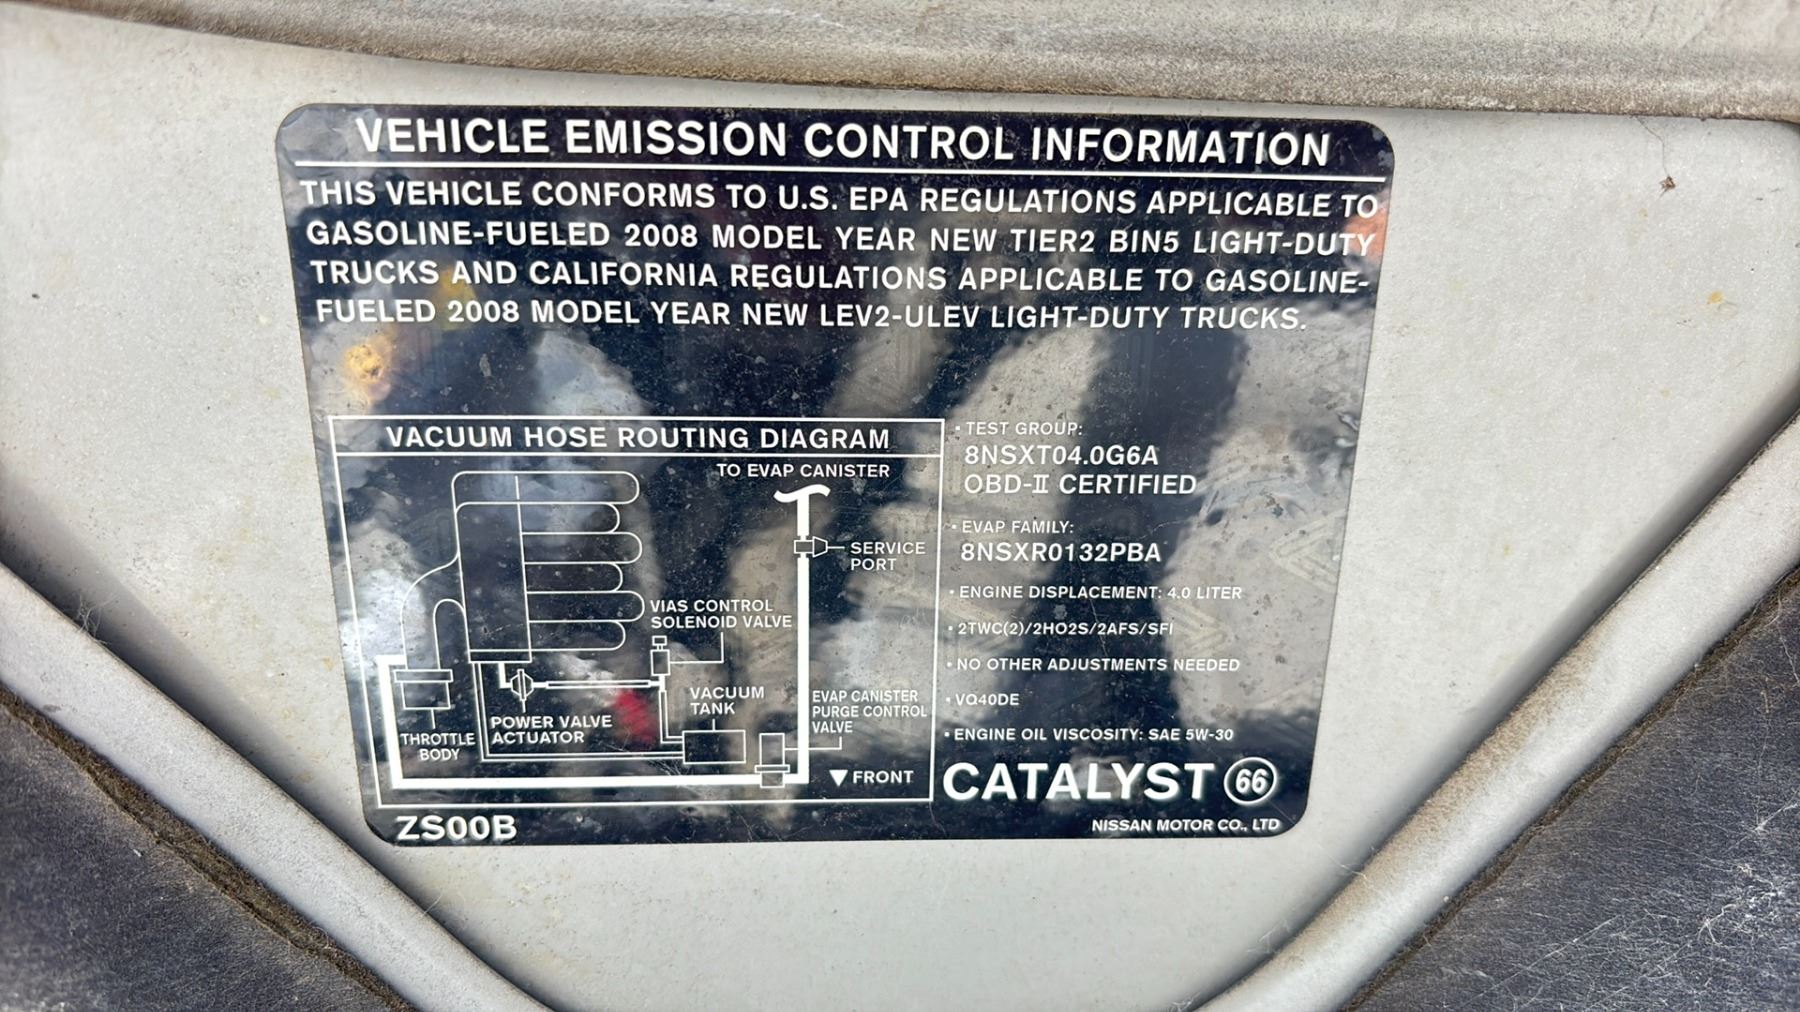 VEHICLE EMISSION CONTROL INFORMATION
THIS VEHICLE CONFORMS TO U.S. EPA REGULATIONS APPLICABLE TO
GASOLINE-FUELED 2008 MODEL YEAR NEW TIER2 BIN5 LIGHT-DUTY
TRUCKS AND CALIFORNIA REGULATIONS APPLICABLE TO GASOLINE-
FUELED 2008 MODEL YEAR NEW LEV2-ULEV LIGHT-DUTY TRUCKS.
VACUUM HOSE ROUTING DIAGRAM
TO EVAP CANISTER
SERVICE
PORT
VIAS CONTROL
SOLENOID VALVE
VACUUM
TANK
EVAP CANISTER
PURGE CONTROL
VALVE
POWER VALVE
ACTUATOR
THROTTLE
BODY
▼FRONT
• TEST GROUP:
8NSXT04.0G6A
OBD-II CERTIFIED
• EVAP FAMILY:
8NSXR0132PBA
• ENGINE DISPLACEMENT: 4.0 LITER
• 2TWC(2)/2HO2S/2AFS/SFI
• NO OTHER ADJUSTMENTS NEEDED
• VQ40DE
• ENGINE OIL VISCOSITY: SAE 5W-30
CATALYST 66
ZS00B
NISSAN MOTOR CO., LTD